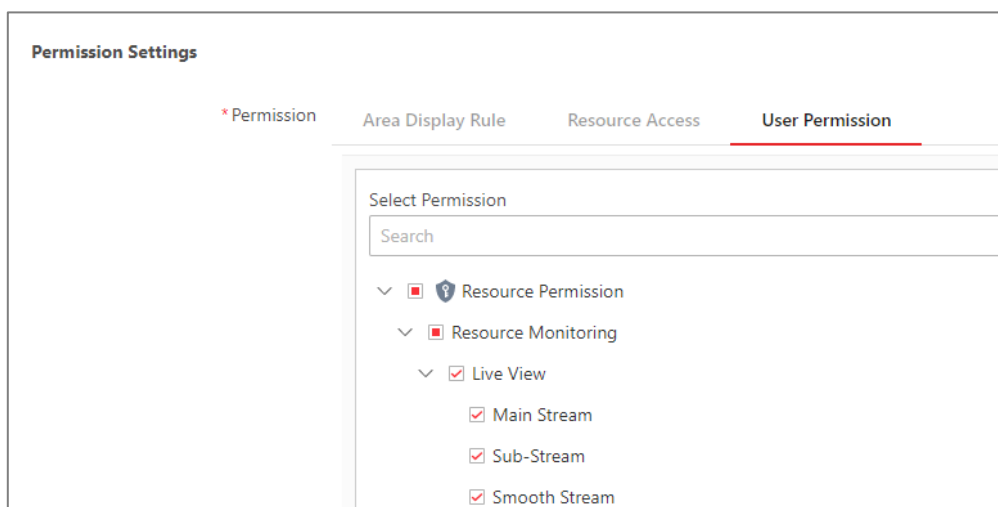 Permission Settings
* Permission
Area Display Rule Resource Access User Permission
Select Permission
Search
Resource Permission
Resource Monitoring
Live View
Main Stream
Sub-Stream
Smooth Stream